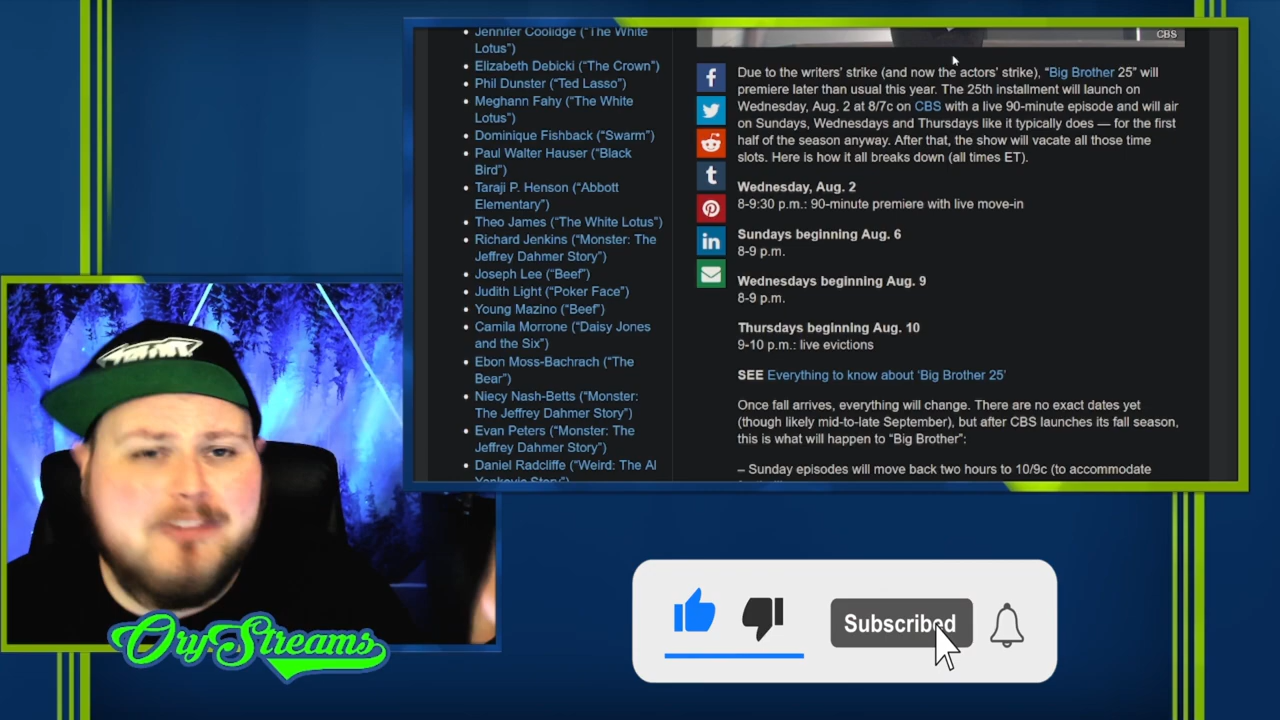 Jennifer Coolidge ("The White
Lotus")
Elizabeth Debicki ("The Crown")
Phil Dunster ("Ted Lasso")
Meghann Fahy ("The White
Lotus")
Dominique Fishback ("Swarm")
Paul Walter Hauser ("Black
Bird")
Taraji P. Henson ("Abbott
Elementary")
Theo James ("The White Lotus")
Richard Jenkins ("Monster: The
Jeffrey Dahmer Story")
Joseph Lee ("Beef")
Judith Light ("Poker Face")
Young Mazino ("Beef")
Camila Morrone ("Daisy Jones
and the Six")
Ebon Moss-Bachrach ("The
Bear")
Niecy Nash-Betts ("Monster:
The Jeffrey Dahmer Story")
Evan Peters ("Monster: The
Jeffrey Dahmer Story")
Daniel Radcliffe ("Weird: The Al
Yankovic Story")
CBS
Due to the writers' strike (and now the actors' strike), "Big Brother 25" will
premiere later than usual this year. The 25th installment will launch on
Wednesday, Aug. 2 at 8/7c on CBS with a live 90-minute episode and will air
on Sundays, Wednesdays and Thursdays like it typically does — for the first
half of the season anyway. After that, the show will vacate all those time
slots. Here is how it all breaks down (all times ET).
Wednesday, Aug. 2
8-9:30 p.m.: 90-minute premiere with live move-in
Sundays beginning Aug. 6
8-9 p.m.
Wednesdays beginning Aug. 9
8-9 p.m.
Thursdays beginning Aug. 10
9-10 p.m.: live evictions
SEE Everything to know about 'Big Brother 25'
Once fall arrives, everything will change. There are no exact dates yet
(though likely mid-to-late September), but after CBS launches its fall season,
this is what will happen to "Big Brother":
– Sunday episodes will move back two hours to 10/9c (to accommodate
OryStreams
Subscribed